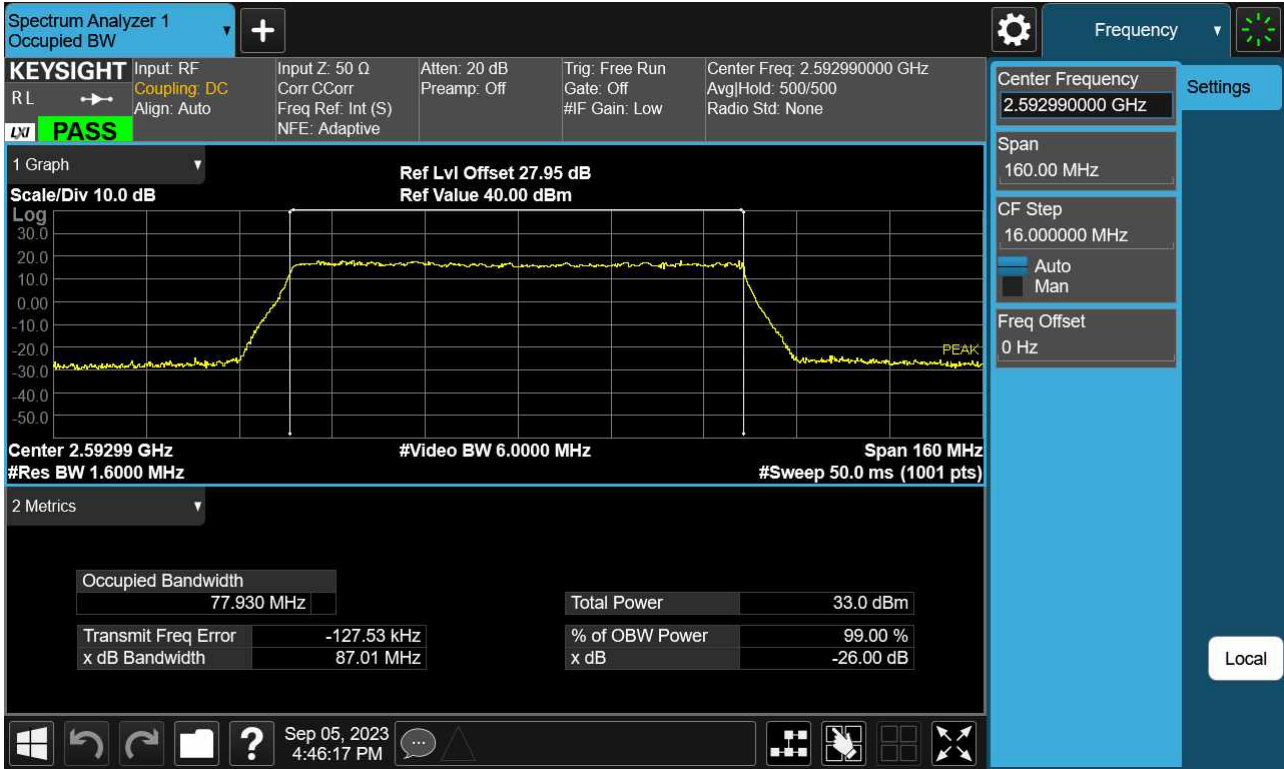 Spectrum Analyzer 1
Occupied BW
Frequency
KEYSIGHT
R L
LXI
PASS
Input: RF
Coupling: DC
Align: Auto
Input Z: 50 Ω
Corr CCorr
Freq Ref: Int (S)
NFE: Adaptive
Atten: 20 dB
Preamp: Off
Trig: Free Run
Gate: Off
#IF Gain: Low
Center Freq: 2.592990000 GHz
Avg|Hold: 500/500
Radio Std: None
Center Frequency
2.592990000 GHz
Settings
Span
160.00 MHz
CF Step
16.000000 MHz
Auto
Man
Freq Offset
0 Hz
Local
1 Graph
Scale/Div 10.0 dB
Ref Lvl Offset 27.95 dB
Ref Value 40.00 dBm
Log
30.0
20.0
10.0
0.00
-10.0
-20.0
-30.0
-40.0
-50.0
PEAK
Center 2.59299 GHz
#Video BW 6.0000 MHz
Span 160 MHz
#Res BW 1.6000 MHz
#Sweep 50.0 ms (1001 pts)
2 Metrics
Occupied Bandwidth
77.930 MHz
Total Power 33.0 dBm
Transmit Freq Error -127.53 kHz
% of OBW Power 99.00 %
x dB Bandwidth 87.01 MHz
x dB -26.00 dB
?
Sep 05, 2023
4:46:17 PM